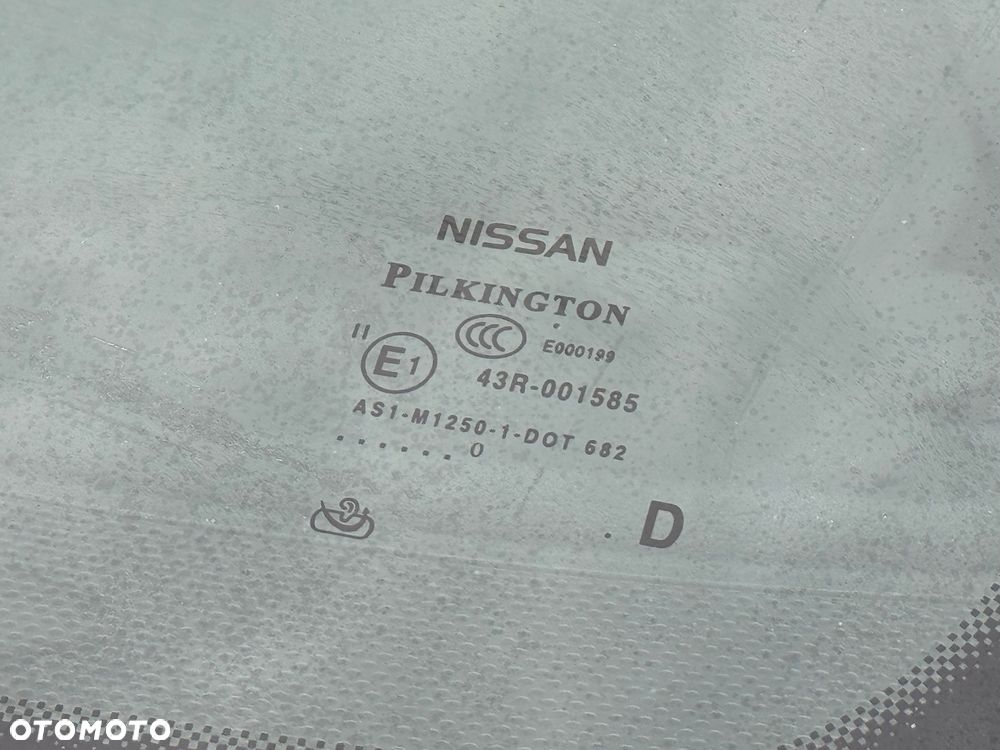 NISSAN
PILKINGTON
CCC E000199
II E1 43R-001585
AS1-M1250-1-DOT 682
. . . . . . 0
. D
OTOMOTO